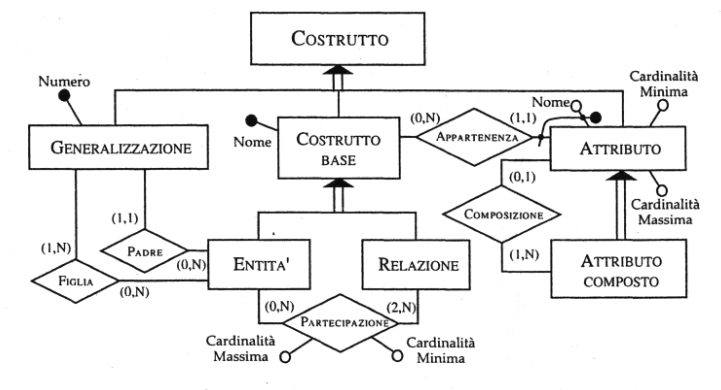 COSTRUTTO
Numero
Cardinalità
Minima
Nome
(0,N)
(1,1)
Nome
GENERALIZZAZIONE
COSTRUTTO
BASE
APPARTENENZA
ATTRIBUTO
(0,1)
Cardinalità
Massima
(1,1)
COMPOSIZIONE
(1,N)
PADRE
(0,N)
ENTITA'
RELAZIONE
(1,N)
ATTRIBUTO
COMPOSTO
FIGLIA
(0,N)
(0,N)
(2,N)
PARTECIPAZIONE
Cardinalità
Massima
Cardinalità
Minima